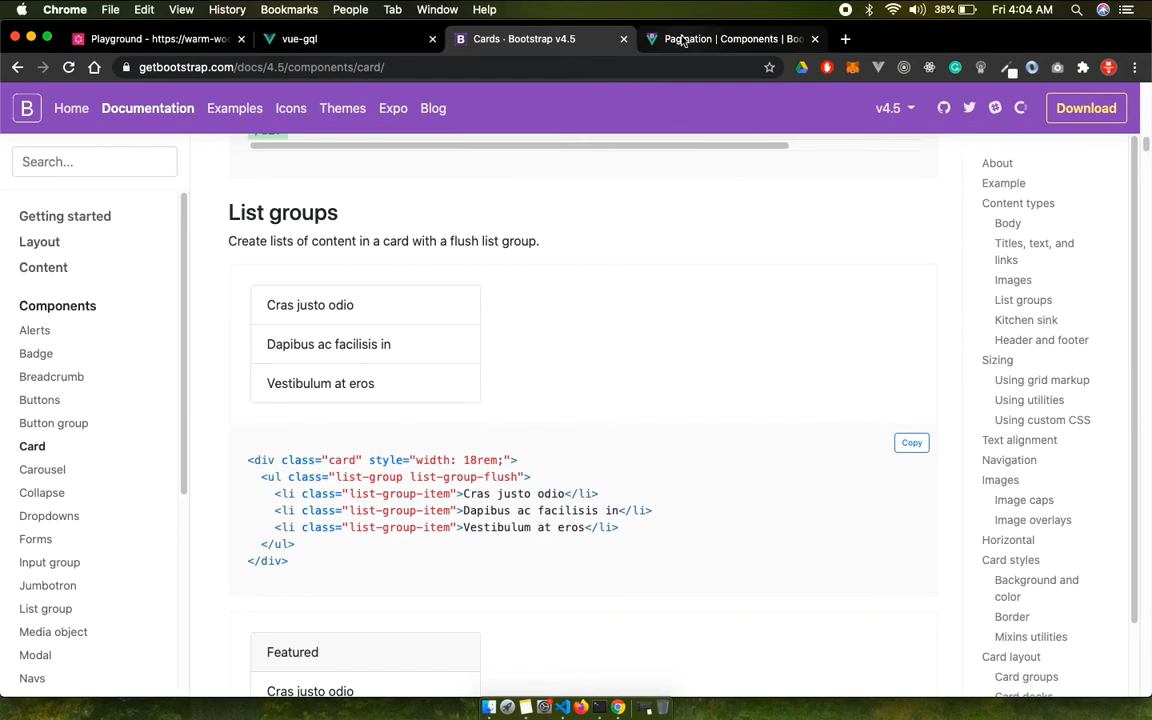 Chrome File Edit View History Bookmarks People Tab Window Help 38% Fri 4:04 AM
Playground - https://warm-wo
vue-gql
Cards · Bootstrap v4.5
Pagination | Components | Boo
getbootstrap.com/docs/4.5/components/card/
B Home Documentation Examples Icons Themes Expo Blog v4.5 Download
Search...
Getting started
Layout
Content
Components
Alerts
Badge
Breadcrumb
Buttons
Button group
Card
Carousel
Collapse
Dropdowns
Forms
Input group
Jumbotron
List group
Media object
Modal
Navs
List groups
Create lists of content in a card with a flush list group.
Cras justo odio
Dapibus ac facilisis in
Vestibulum at eros
Copy
<div class="card" style="width: 18rem;">
<ul class="list-group list-group-flush">
<li class="list-group-item">Cras justo odio</li>
<li class="list-group-item">Dapibus ac facilisis in</li>
<li class="list-group-item">Vestibulum at eros</li>
</ul>
</div>
Featured
Cras justo odio
About
Example
Content types
Body
Titles, text, and
links
Images
List groups
Kitchen sink
Header and footer
Sizing
Using grid markup
Using utilities
Using custom CSS
Text alignment
Navigation
Images
Image caps
Image overlays
Horizontal
Card styles
Background and
color
Border
Mixins utilities
Card layout
Card groups
Card decks